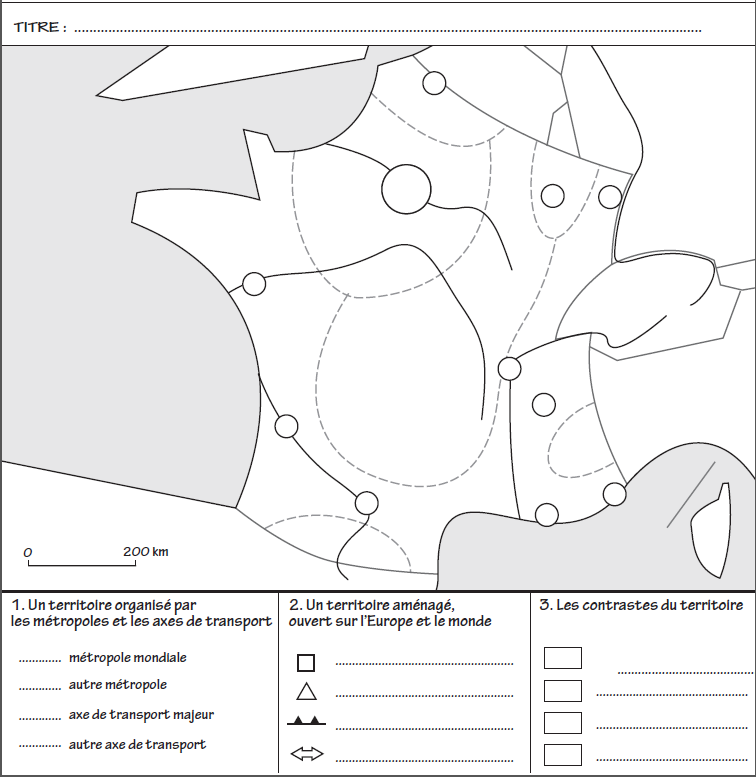 TITRE : ................................................................
0 200 km
1. Un territoire organisé par
les métropoles et les axes de transport
............ métropole mondiale
............ autre métropole
............ axe de transport majeur
............ autre axe de transport
2. Un territoire aménagé,
ouvert sur l'Europe et le monde
3. Les contrastes du territoire